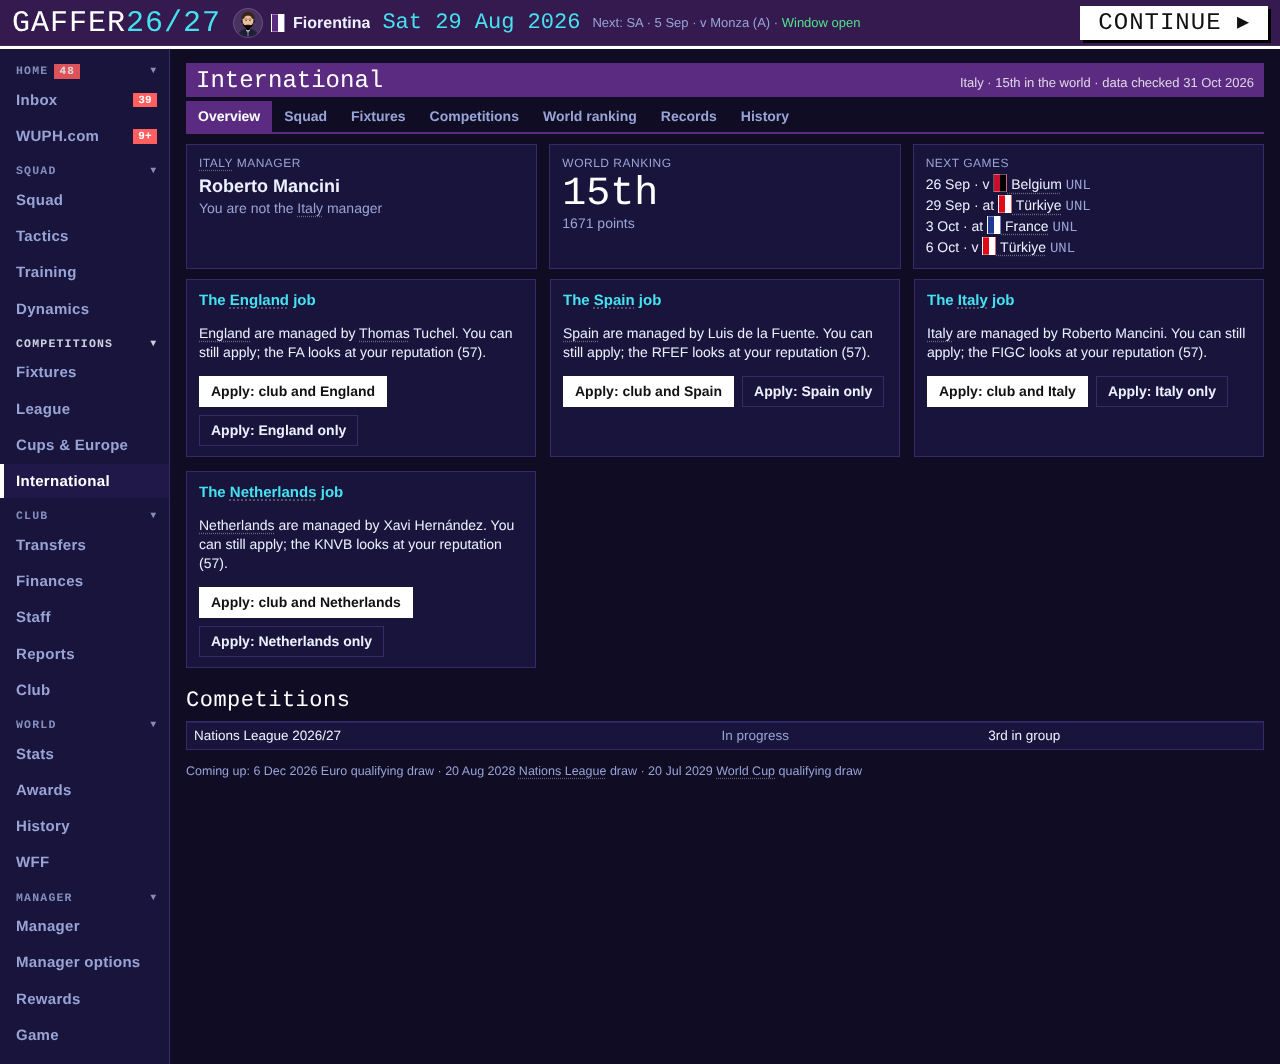 GAFFER26/27 Fiorentina Sat 29 Aug 2026 Next: SA · 5 Sep · v Monza (A) · Window open CONTINUE ►
HOME 48 ▼
Inbox 39
WUPH.com 9+
SQUAD ▼
Squad
Tactics
Training
Dynamics
COMPETITIONS ▼
Fixtures
League
Cups & Europe
International
CLUB ▼
Transfers
Finances
Staff
Reports
Club
WORLD ▼
Stats
Awards
History
WFF
MANAGER ▼
Manager
Manager options
Rewards
Game
International Italy · 15th in the world · data checked 31 Oct 2026
Overview Squad Fixtures Competitions World ranking Records History
ITALY MANAGER
Roberto Mancini
You are not the Italy manager
WORLD RANKING
15th
1671 points
NEXT GAMES
26 Sep · v Belgium UNL
29 Sep · at Türkiye UNL
3 Oct · at France UNL
6 Oct · v Türkiye UNL
The England job
England are managed by Thomas Tuchel. You can
still apply; the FA looks at your reputation (57).
Apply: club and England
Apply: England only
The Spain job
Spain are managed by Luis de la Fuente. You can
still apply; the RFEF looks at your reputation (57).
Apply: club and Spain Apply: Spain only
The Italy job
Italy are managed by Roberto Mancini. You can still
apply; the FIGC looks at your reputation (57).
Apply: club and Italy Apply: Italy only
The Netherlands job
Netherlands are managed by Xavi Hernández. You
can still apply; the KNVB looks at your reputation
(57).
Apply: club and Netherlands
Apply: Netherlands only
Competitions
Nations League 2026/27 In progress 3rd in group
Coming up: 6 Dec 2026 Euro qualifying draw · 20 Aug 2028 Nations League draw · 20 Jul 2029 World Cup qualifying draw